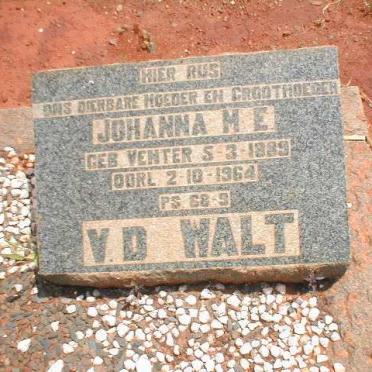 HIER RUS
ONS DIERBARE MOEDER EN GROOTMOEDER
JOHANNA M E
GEB VENTER 5-3-1889
OORL 2-10-1964
PS 68-9
V.D WALT